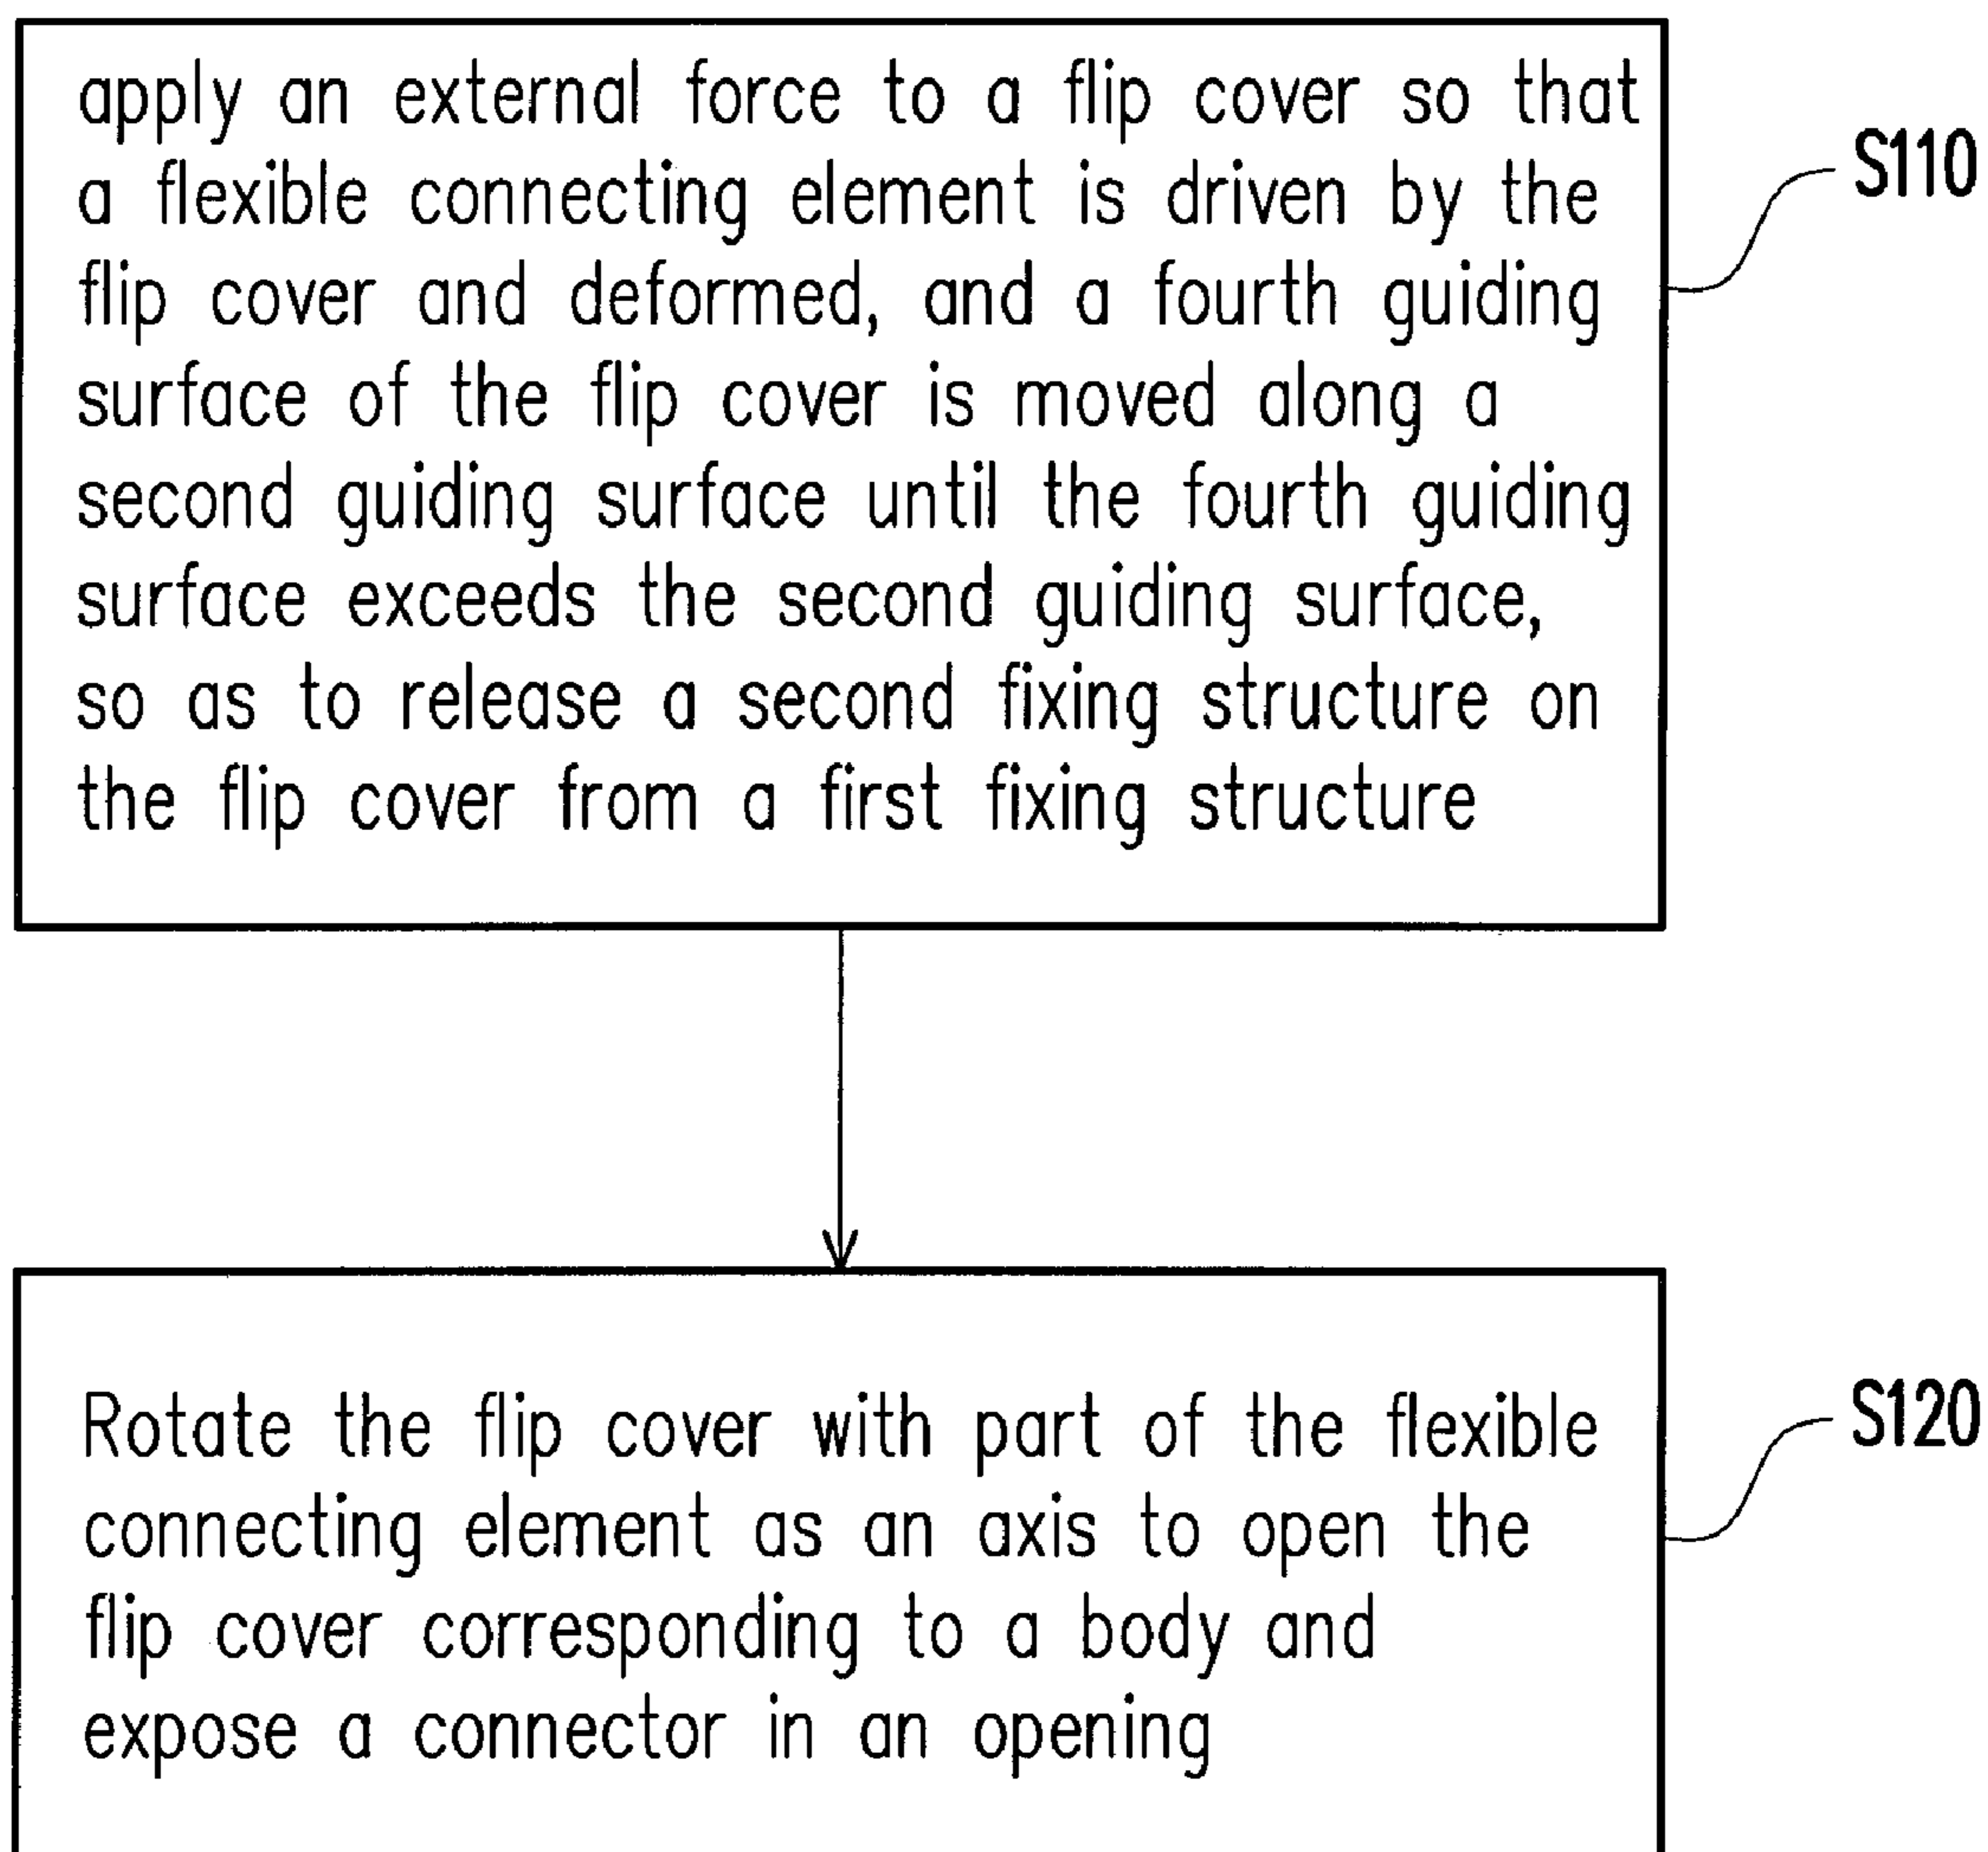 apply an external force to a flip cover so that
a flexible connecting element is driven by the
flip cover and deformed, and a fourth guiding
surface of the flip cover is moved along a
second guiding surface until the fourth guiding
surface exceeds the second guiding surface,
so as to release a second fixing structure on
the flip cover from a first fixing structure
S110
Rotate the flip cover with part of the flexible
connecting element as an axis to open the
flip cover corresponding to a body and
expose a connector in an opening
S120